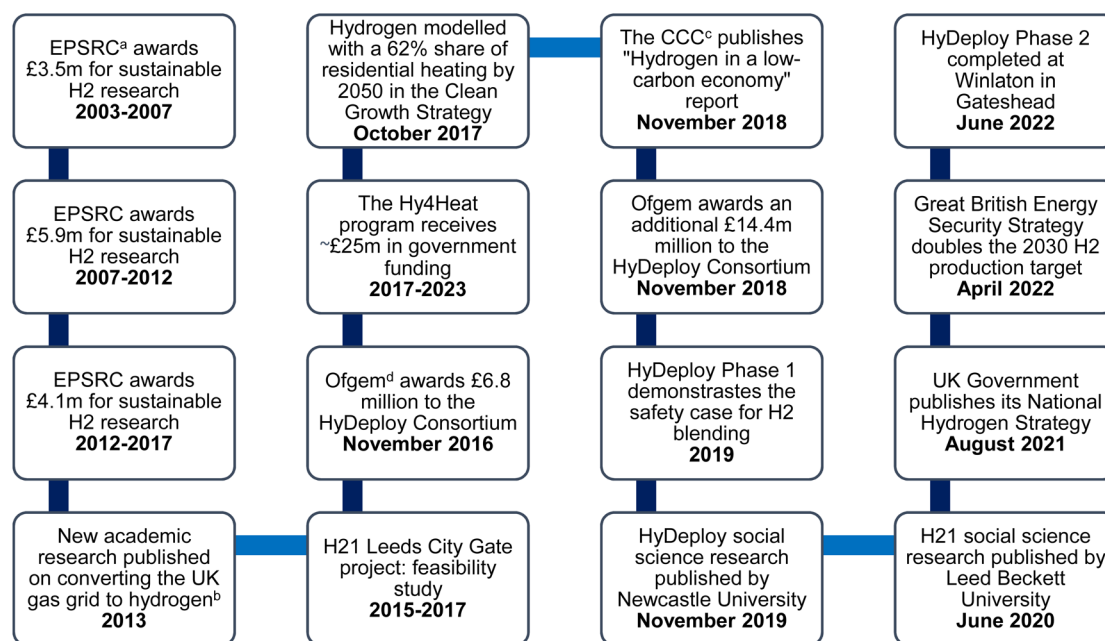 EPSRCᵃ awards
£3.5m for sustainable
H2 research
2003-2007
EPSRC awards
£5.9m for sustainable
H2 research
2007-2012
EPSRC awards
£4.1m for sustainable
H2 research
2012-2017
New academic
research published
on converting the UK
gas grid to hydrogenᵇ
2013
H21 Leeds City Gate
project: feasibility
study
2015-2017
Ofgemᵈ awards £6.8
million to the
HyDeploy Consortium
November 2016
The Hy4Heat
program receives
~£25m in government
funding
2017-2023
Hydrogen modelled
with a 62% share of
residential heating by
2050 in the Clean
Growth Strategy
October 2017
The CCCᶜ publishes
"Hydrogen in a low-
carbon economy"
report
November 2018
Ofgem awards an
additional £14.4m
million to the
HyDeploy Consortium
November 2018
HyDeploy Phase 1
demonstrastes the
safety case for H2
blending
2019
HyDeploy social
science research
published by
Newcastle University
November 2019
H21 social science
research published by
Leed Beckett
University
June 2020
UK Government
publishes its National
Hydrogen Strategy
August 2021
Great British Energy
Security Strategy
doubles the 2030 H2
production target
April 2022
HyDeploy Phase 2
completed at
Winlaton in
Gateshead
June 2022